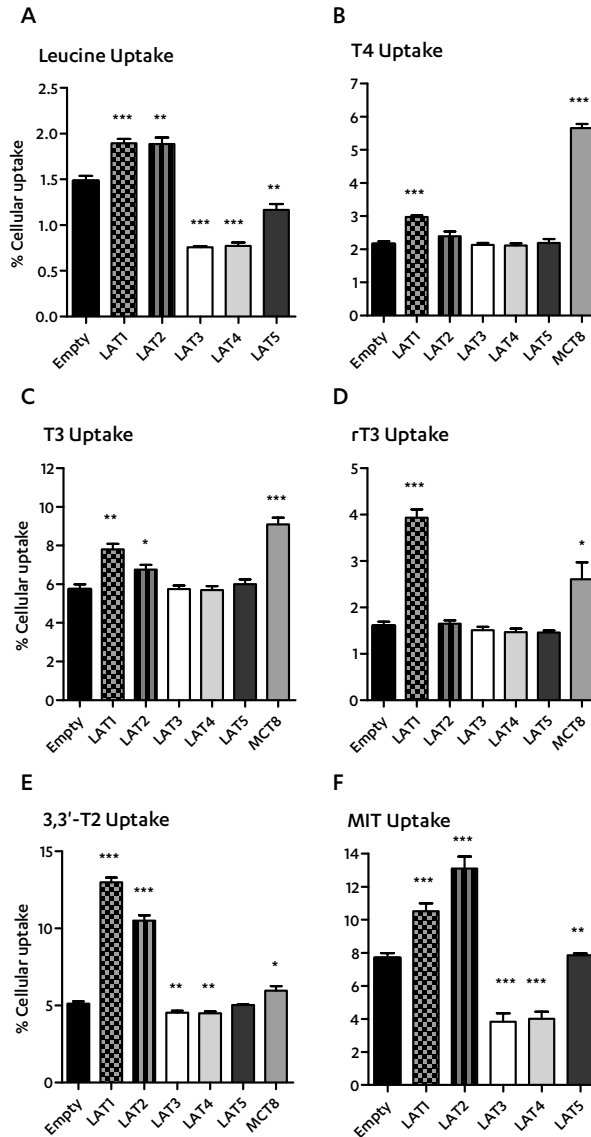 A
Leucine Uptake
% Cellular uptake
2.5
2.0
1.5
1.0
0.5
0.0
***
**
***
***
**
Empty
LAT1
LAT2
LAT3
LAT4
LAT5
B
T4 Uptake
7
6
5
4
3
2
1
0
***
***
Empty
LAT1
LAT2
LAT3
LAT4
LAT5
MCT8
C
T3 Uptake
% Cellular uptake
12
10
8
6
4
2
0
**
*
***
Empty
LAT1
LAT2
LAT3
LAT4
LAT5
MCT8
D
rT3 Uptake
5
4
3
2
1
0
***
*
Empty
LAT1
LAT2
LAT3
LAT4
LAT5
MCT8
E
3,3′-T2 Uptake
% Cellular uptake
15
10
5
0
***
***
**
**
*
Empty
LAT1
LAT2
LAT3
LAT4
LAT5
MCT8
F
MIT Uptake
14
12
10
8
6
4
2
0
***
***
***
***
**
Empty
LAT1
LAT2
LAT3
LAT4
LAT5